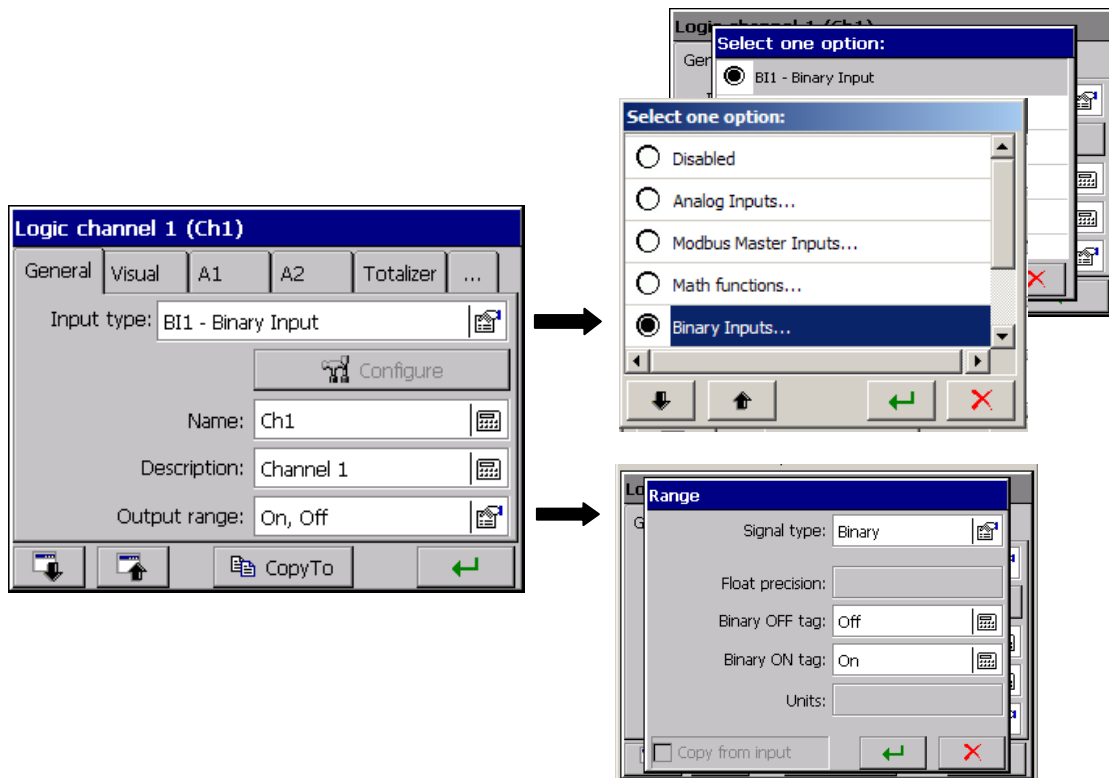 Logic channel 1 (Ch1)
General Visual A1 A2 Totalizer ...
Input type: BI1 - Binary Input
Configure
Name: Ch1
Description: Channel 1
Output range: On, Off
CopyTo
Select one option:
BI1 - Binary Input
Select one option:
Disabled
Analog Inputs...
Modbus Master Inputs...
Math functions...
Binary Inputs...
Range
Signal type: Binary
Float precision:
Binary OFF tag: Off
Binary ON tag: On
Units:
Copy from input